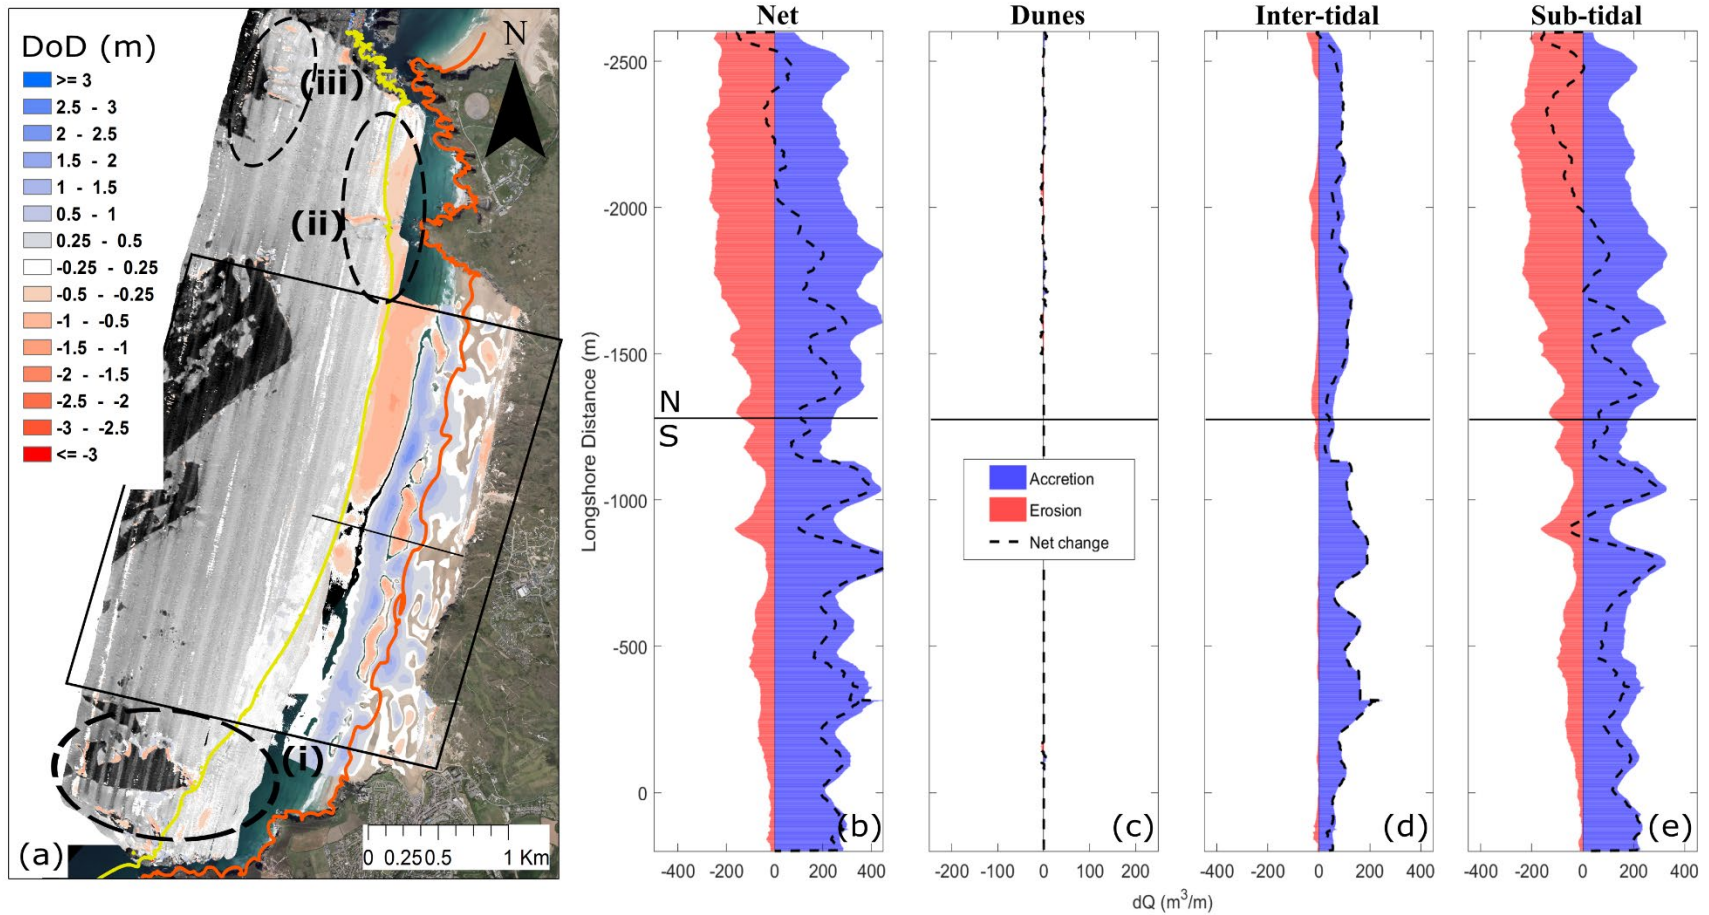 DoD (m)
>= 3
2.5 - 3
2 - 2.5
1.5 - 2
1 - 1.5
0.5 - 1
0.25 - 0.5
-0.25 - 0.25
-0.5 - -0.25
-1 - -0.5
-1.5 - -1
-2 - -1.5
-2.5 - -2
-3 - -2.5
<= -3
N
(iii)
(ii)
(i)
(a)
0 0.25 0.5 1 Km
Net
Dunes
Inter-tidal
Sub-tidal
Longshore Distance (m)
-2500
-2000
-1500
-1000
-500
0
N
S
Accretion
Erosion
Net change
(b)
(c)
(d)
(e)
-400 -200 0 200 400
-200 -100 0 100 200
-400 -200 0 200 400
-400 -200 0 200 400
dQ (m³/m)